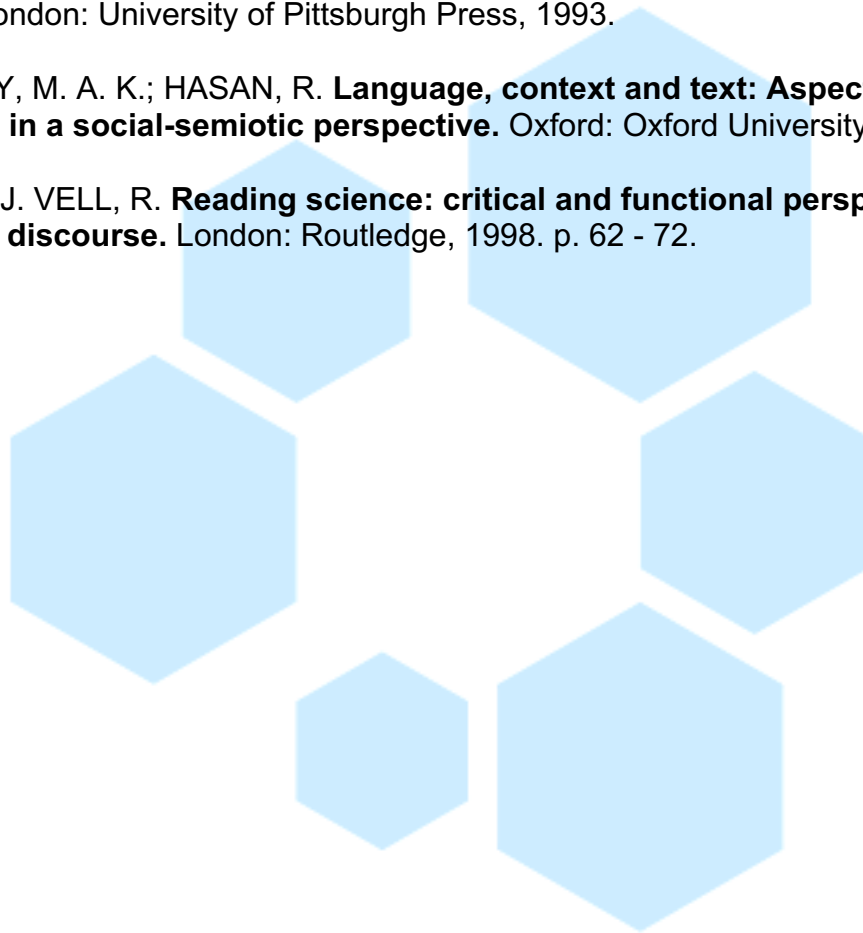 ondon: University of Pittsburgh Press, 1993.
Y, M. A. K.; HASAN, R. Language, context and text: Aspec
in a social-semiotic perspective. Oxford: Oxford University
J. VELL, R. Reading science: critical and functional persp
discourse. London: Routledge, 1998. p. 62 - 72.